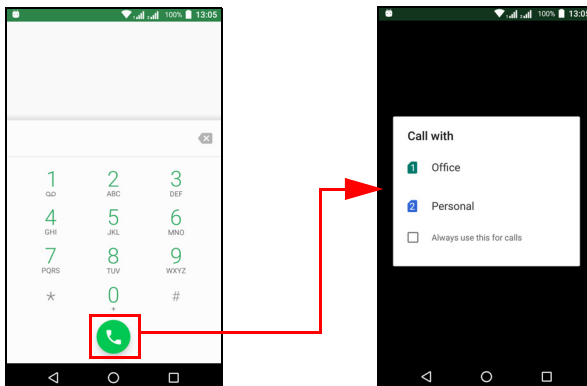 100% 13:05
1 2 3
ABC DEF
4 5 6
GHI JKL MNO
7 8 9
PQRS TUV WXYZ
* 0 #
+
100% 13:05
Call with
1 Office
2 Personal
Always use this for calls